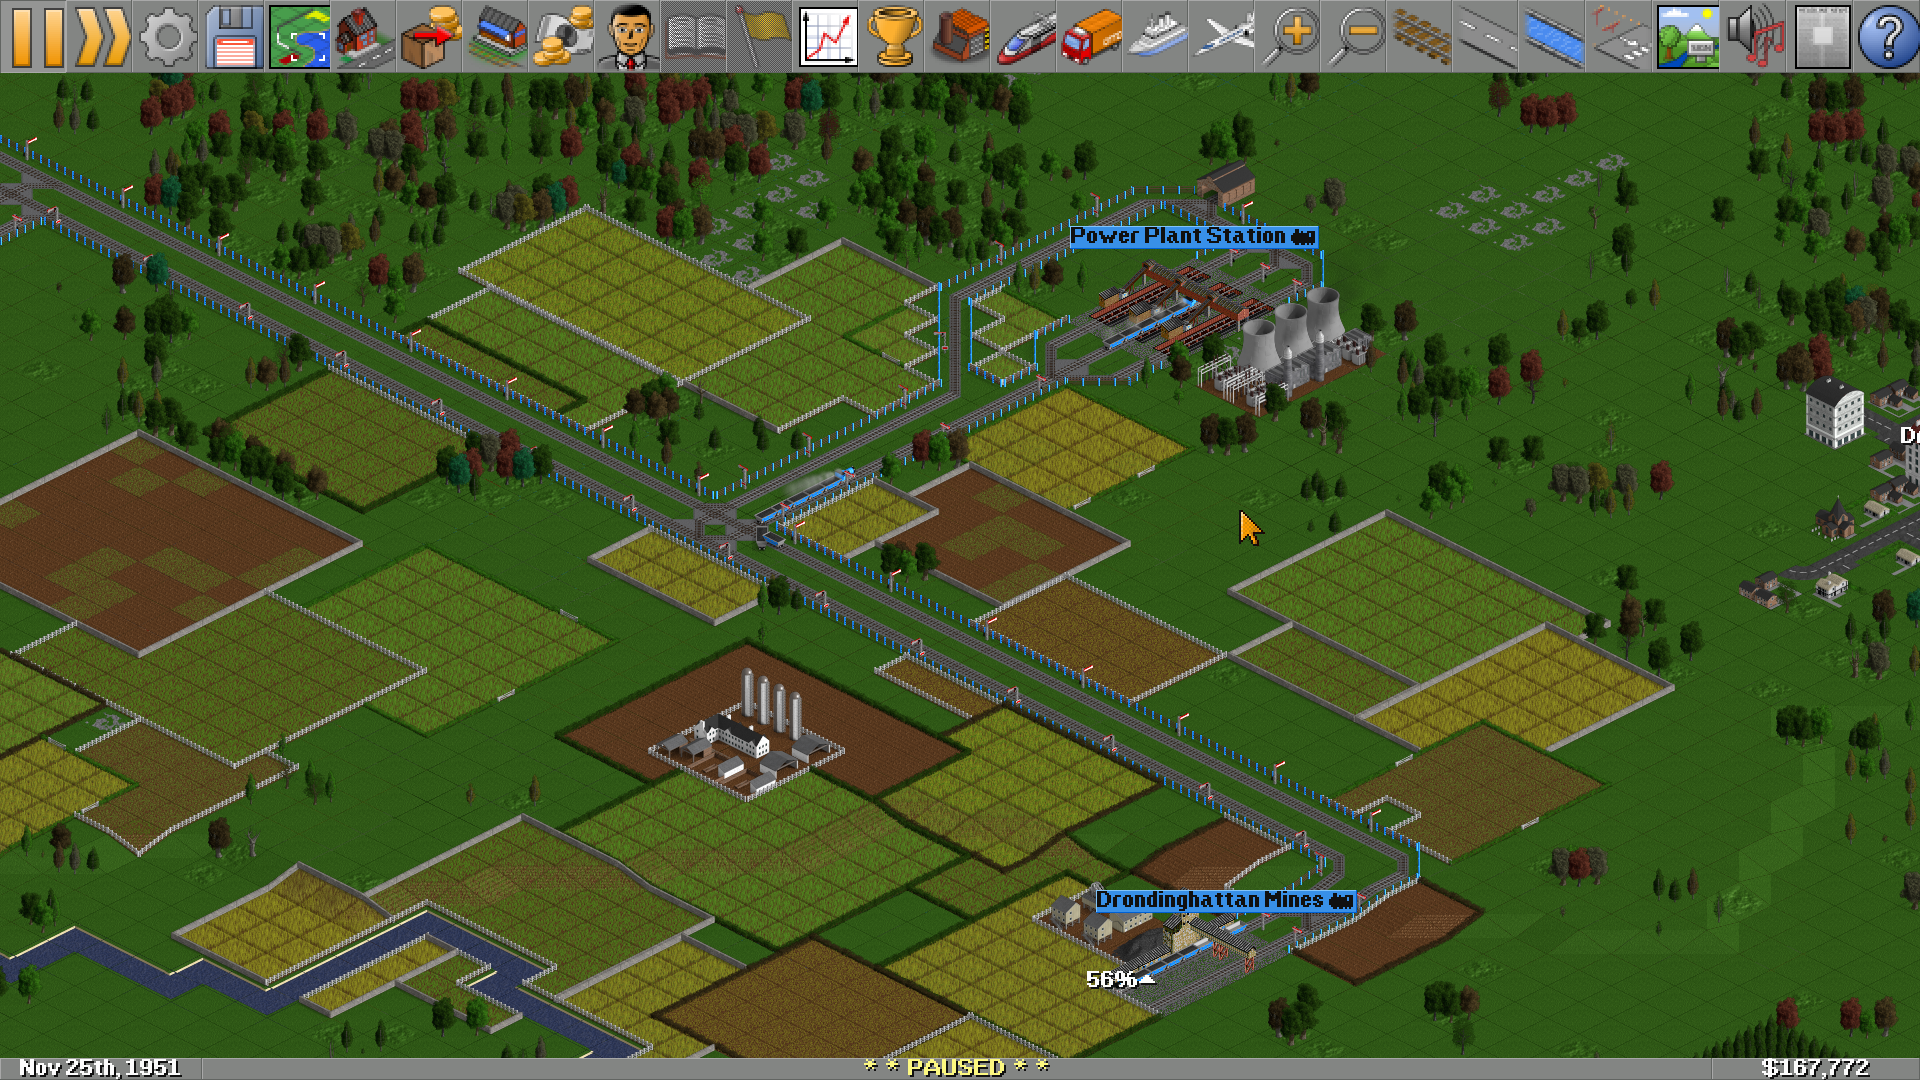 Power Plant Station
Drondinghattan Mines
56%
Nov 25th, 1951
* * PAUSED * *
$167,772